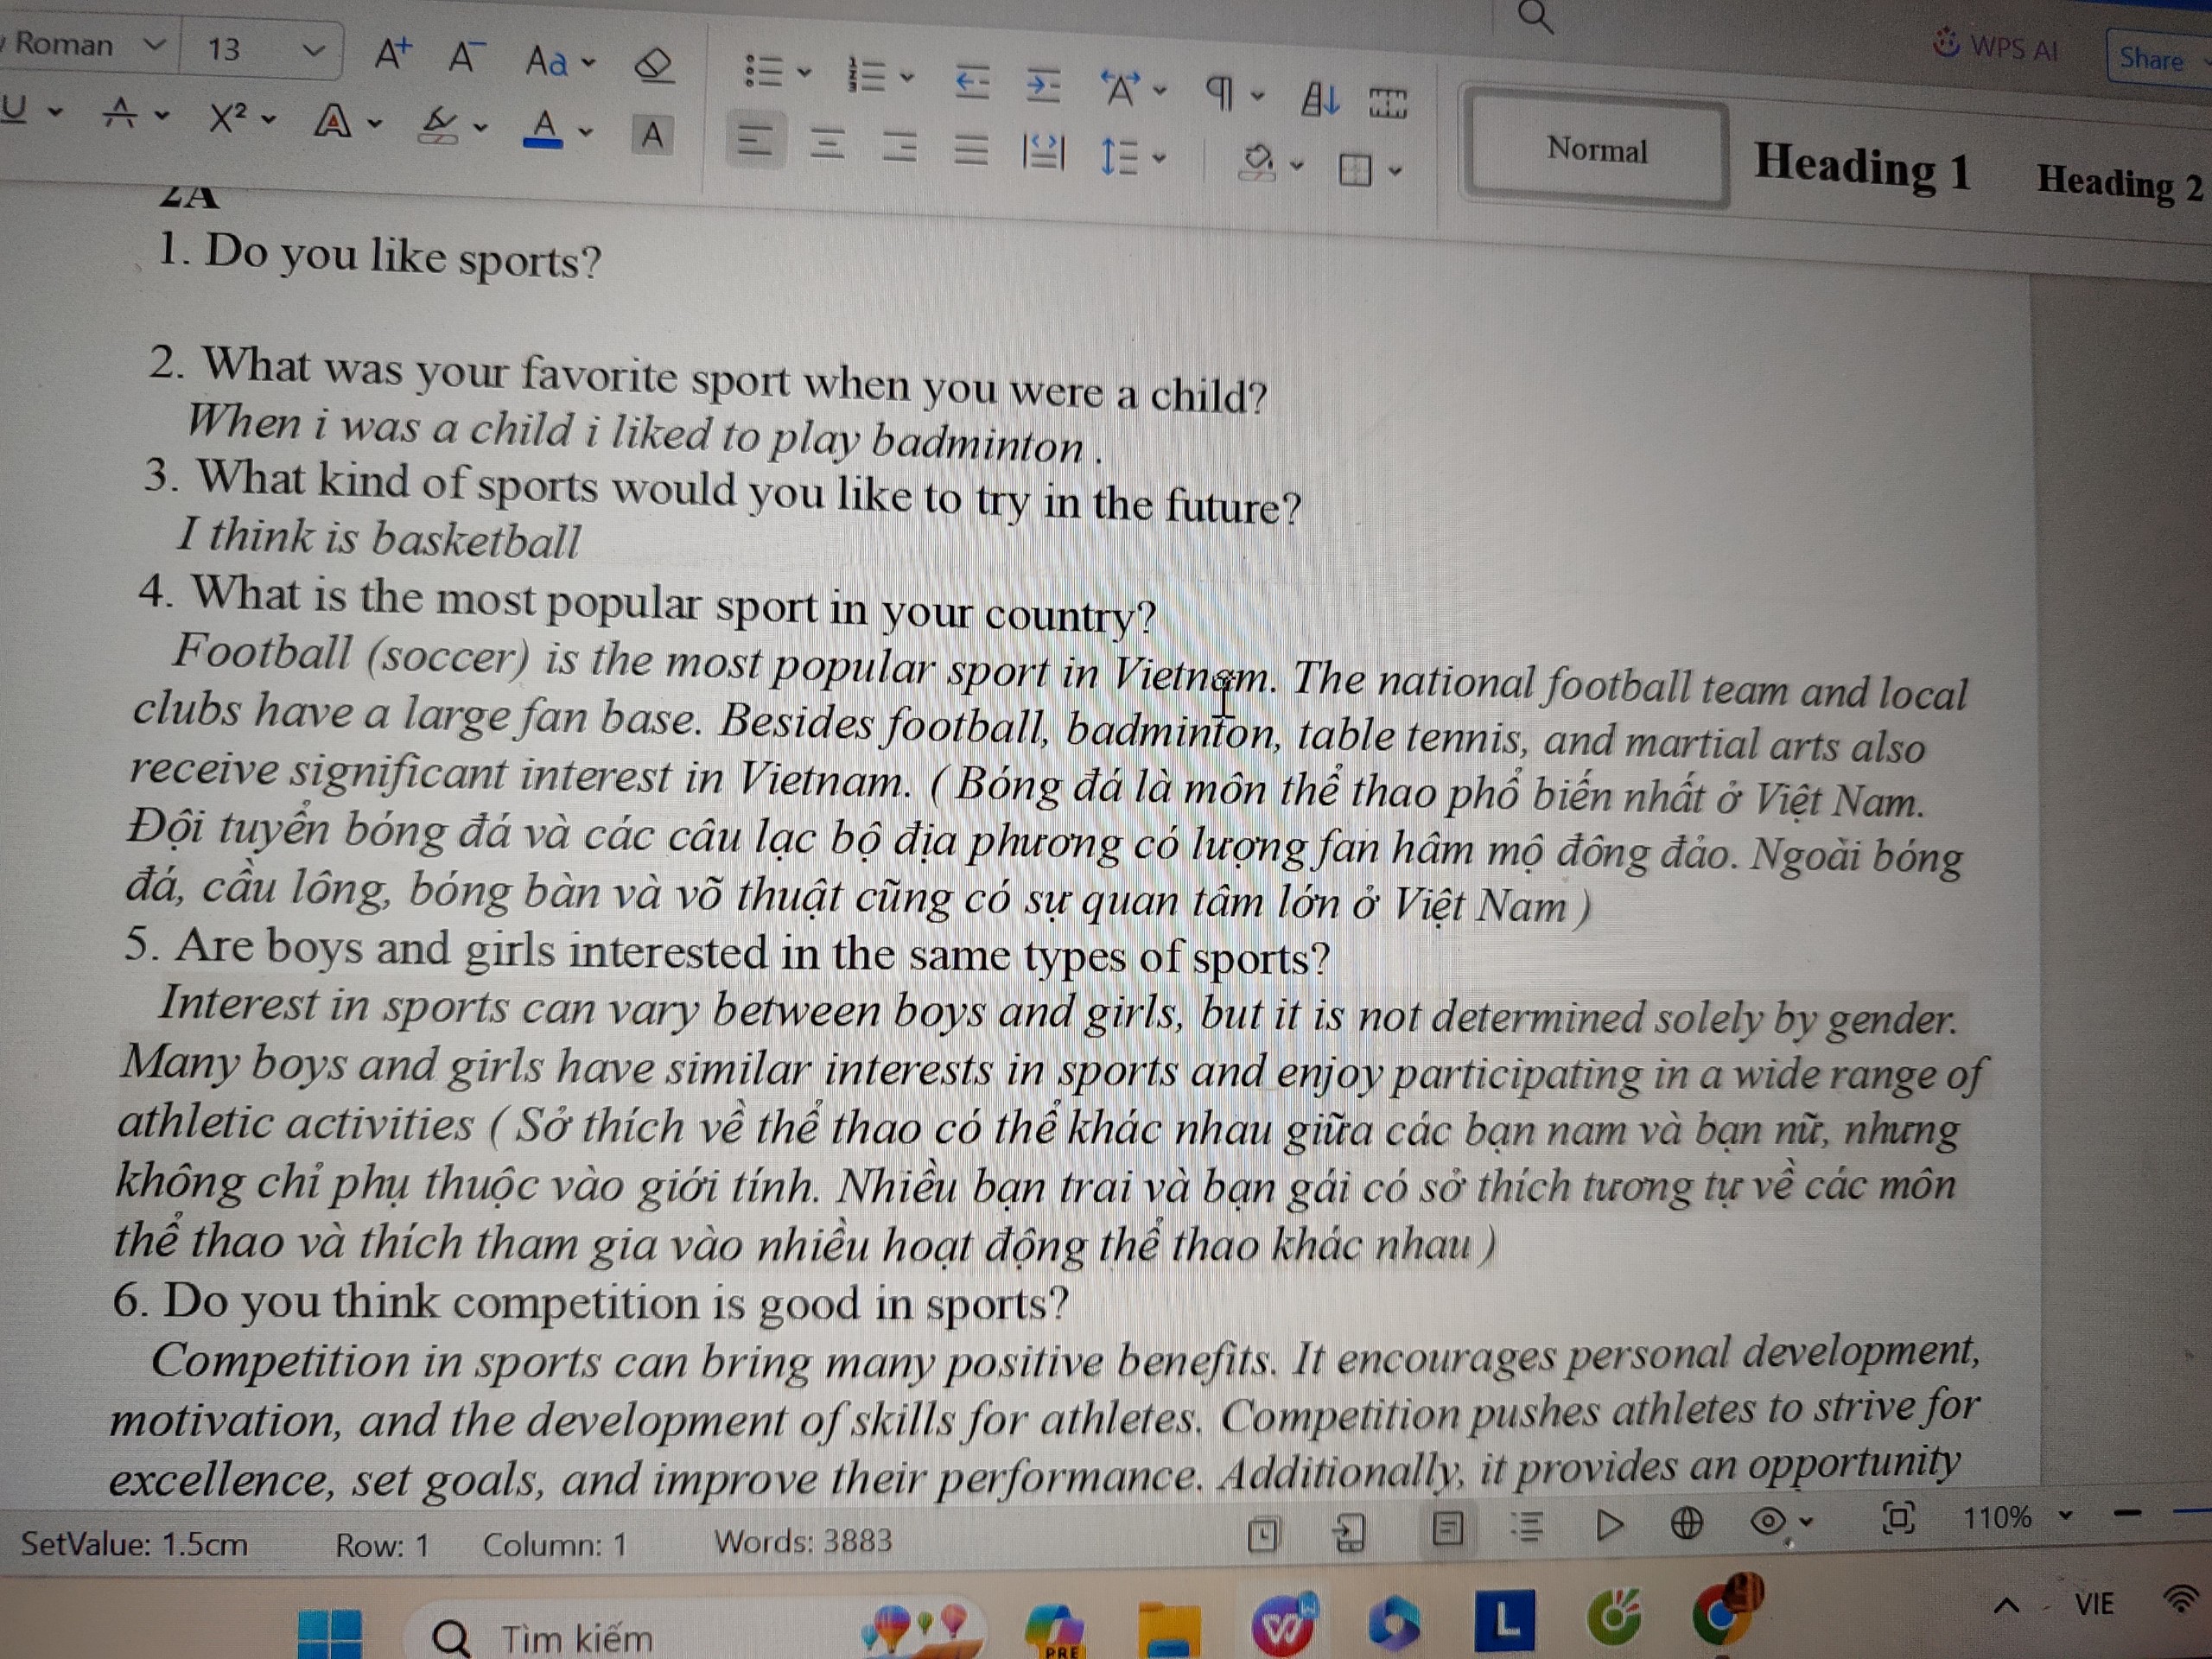 Roman 13 A+ A- Aa
WPS AI Share
U A X² A A A
Normal Heading 1 Heading 2
2A
1. Do you like sports?
2. What was your favorite sport when you were a child?
When i was a child i liked to play badminton .
3. What kind of sports would you like to try in the future?
I think is basketball
4. What is the most popular sport in your country?
Football (soccer) is the most popular sport in Vietnam. The national football team and local
clubs have a large fan base. Besides football, badminton, table tennis, and martial arts also
receive significant interest in Vietnam. ( Bóng đá là môn thể thao phổ biến nhất ở Việt Nam.
Đội tuyển bóng đá và các câu lạc bộ địa phương có lượng fan hâm mộ đông đảo. Ngoài bóng
đá, cầu lông, bóng bàn và võ thuật cũng có sự quan tâm lớn ở Việt Nam )
5. Are boys and girls interested in the same types of sports?
Interest in sports can vary between boys and girls, but it is not determined solely by gender.
Many boys and girls have similar interests in sports and enjoy participating in a wide range of
athletic activities ( Sở thích về thể thao có thể khác nhau giữa các bạn nam và bạn nữ, nhưng
không chỉ phụ thuộc vào giới tính. Nhiều bạn trai và bạn gái có sở thích tương tự về các môn
thể thao và thích tham gia vào nhiều hoạt động thể thao khác nhau )
6. Do you think competition is good in sports?
Competition in sports can bring many positive benefits. It encourages personal development,
motivation, and the development of skills for athletes. Competition pushes athletes to strive for
excellence, set goals, and improve their performance. Additionally, it provides an opportunity
SetValue: 1.5cm Row: 1 Column: 1 Words: 3883 110%
Tìm kiếm PRE L VIE